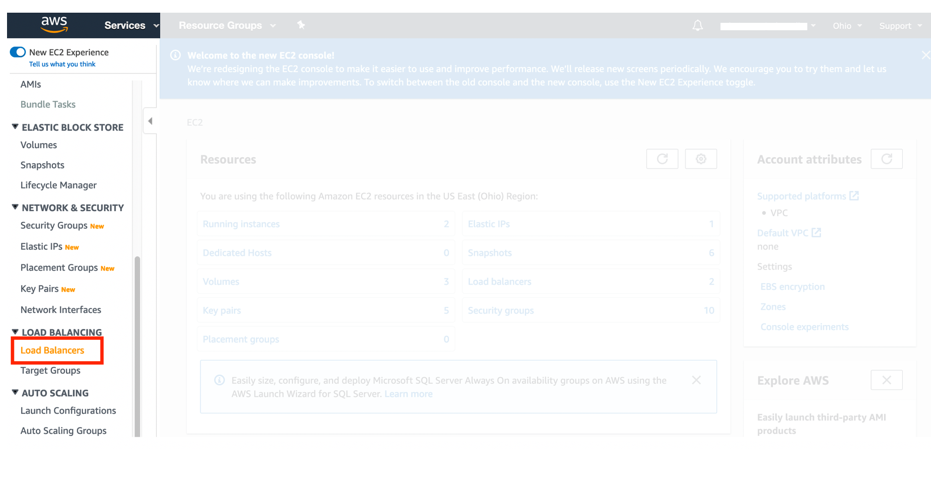 aws
Services
Resource Groups
Ohio
Support
New EC2 Experience
Tell us what you think
AMIs
Bundle Tasks
ELASTIC BLOCK STORE
Volumes
Snapshots
Lifecycle Manager
NETWORK & SECURITY
Security Groups New
Elastic IPs New
Placement Groups New
Key Pairs New
Network Interfaces
LOAD BALANCING
Load Balancers
Target Groups
AUTO SCALING
Launch Configurations
Auto Scaling Groups
Welcome to the new EC2 console!
We're redesigning the EC2 console to make it easier to use and improve performance. We'll release new screens periodically. We encourage you to try them and let us
know where we can make improvements. To switch between the old console and the new console, use the New EC2 Experience toggle.
EC2
Resources
You are using the following Amazon EC2 resources in the US East (Ohio) Region:
Running instances 2 Elastic IPs 1
Dedicated Hosts 0 Snapshots 6
Volumes 3 Load balancers 2
Key pairs 5 Security groups 10
Placement groups 0
Easily size, configure, and deploy Microsoft SQL Server Always On availability groups on AWS using the
AWS Launch Wizard for SQL Server. Learn more
Account attributes
Supported platforms
• VPC
Default VPC
none
Settings
EBS encryption
Zones
Console experiments
Explore AWS
Easily launch third-party AMI
products